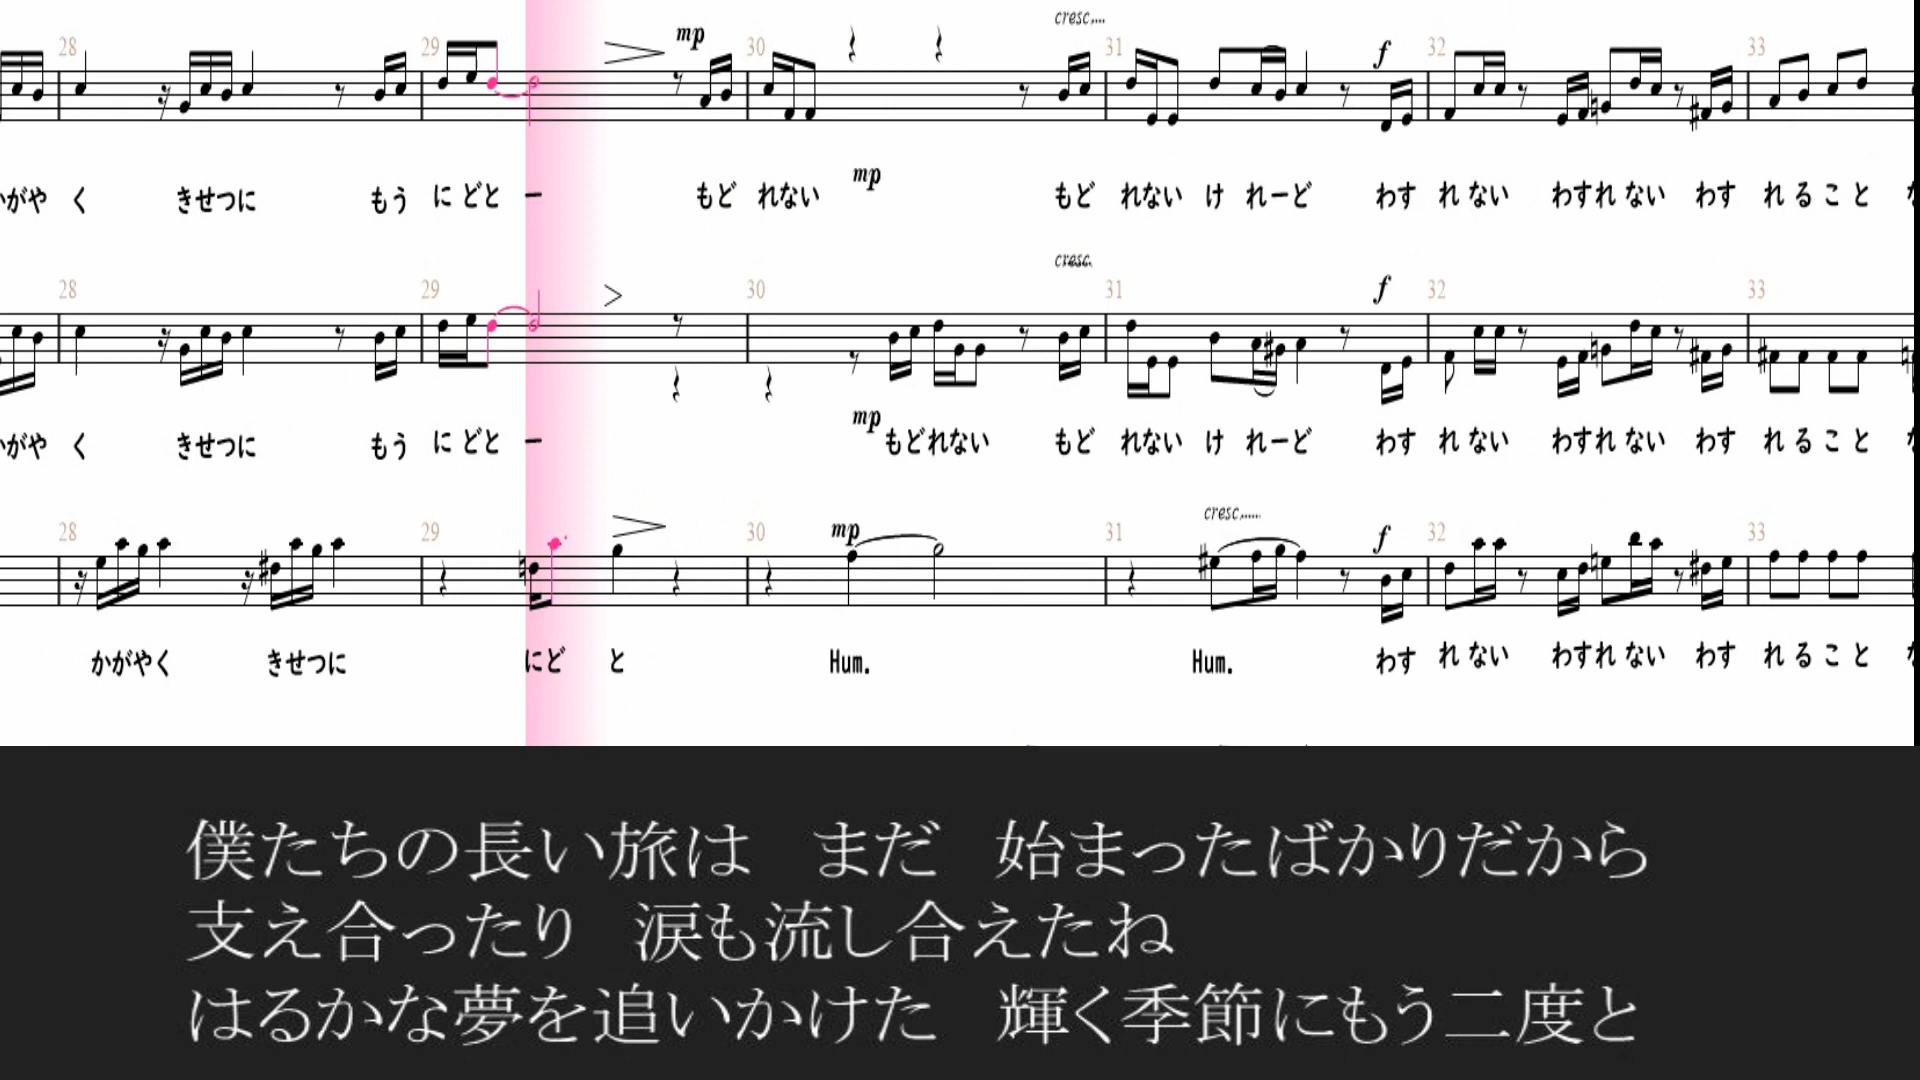 cresc....
28 29 mp 30 31 f 32 33
mp
がや く きせつに もう に どと ー もど れない もど れない け れーど わす れ ない わすれ ない わす れ る こ と
cresc.
28 29 30 31 f 32 33
mp
がや く きせつに もう に どと ー もどれない もど れない け れーど わす れ ない わすれ ない わす れ る こ と
cresc.....
28 29 30 mp 31 f 32 33
かがやく きせつに にど と Hum. Hum. わす れ ない わすれ ない わす れ る こ と
僕たちの長い旅は　まだ　始まったばかりだから
支え合ったり　涙も流し合えたね
はるかな夢を追いかけた　輝く季節にもう二度と